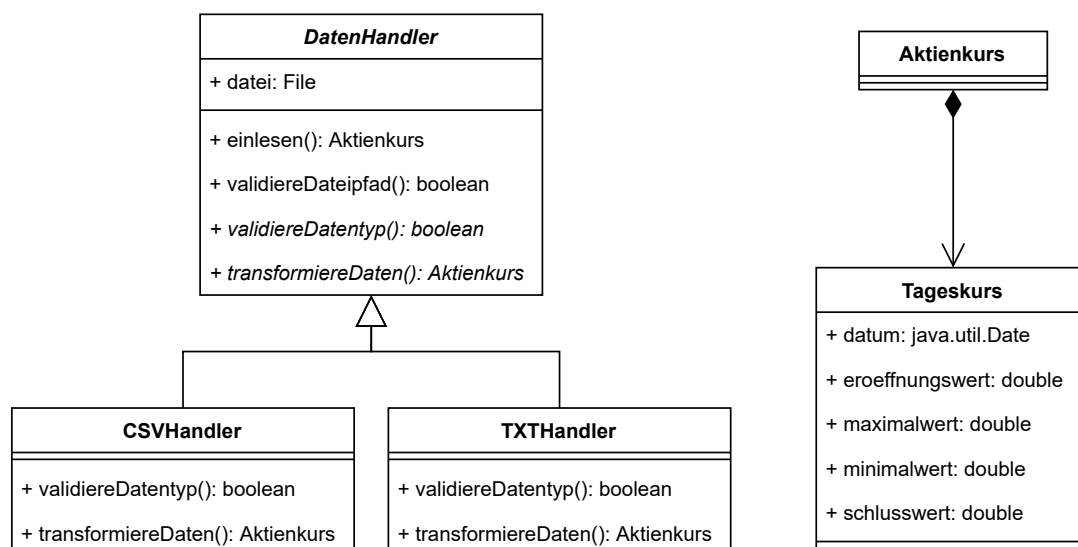 DatenHandler
+ datei: File
+ einlesen(): Aktienkurs
+ validiereDateipfad(): boolean
+ validiereDatentyp(): boolean
+ transformiereDaten(): Aktienkurs
CSVHandler
+ validiereDatentyp(): boolean
+ transformiereDaten(): Aktienkurs
TXTHandler
+ validiereDatentyp(): boolean
+ transformiereDaten(): Aktienkurs
Aktienkurs
Tageskurs
+ datum: java.util.Date
+ eroeffnungswert: double
+ maximalwert: double
+ minimalwert: double
+ schlusswert: double